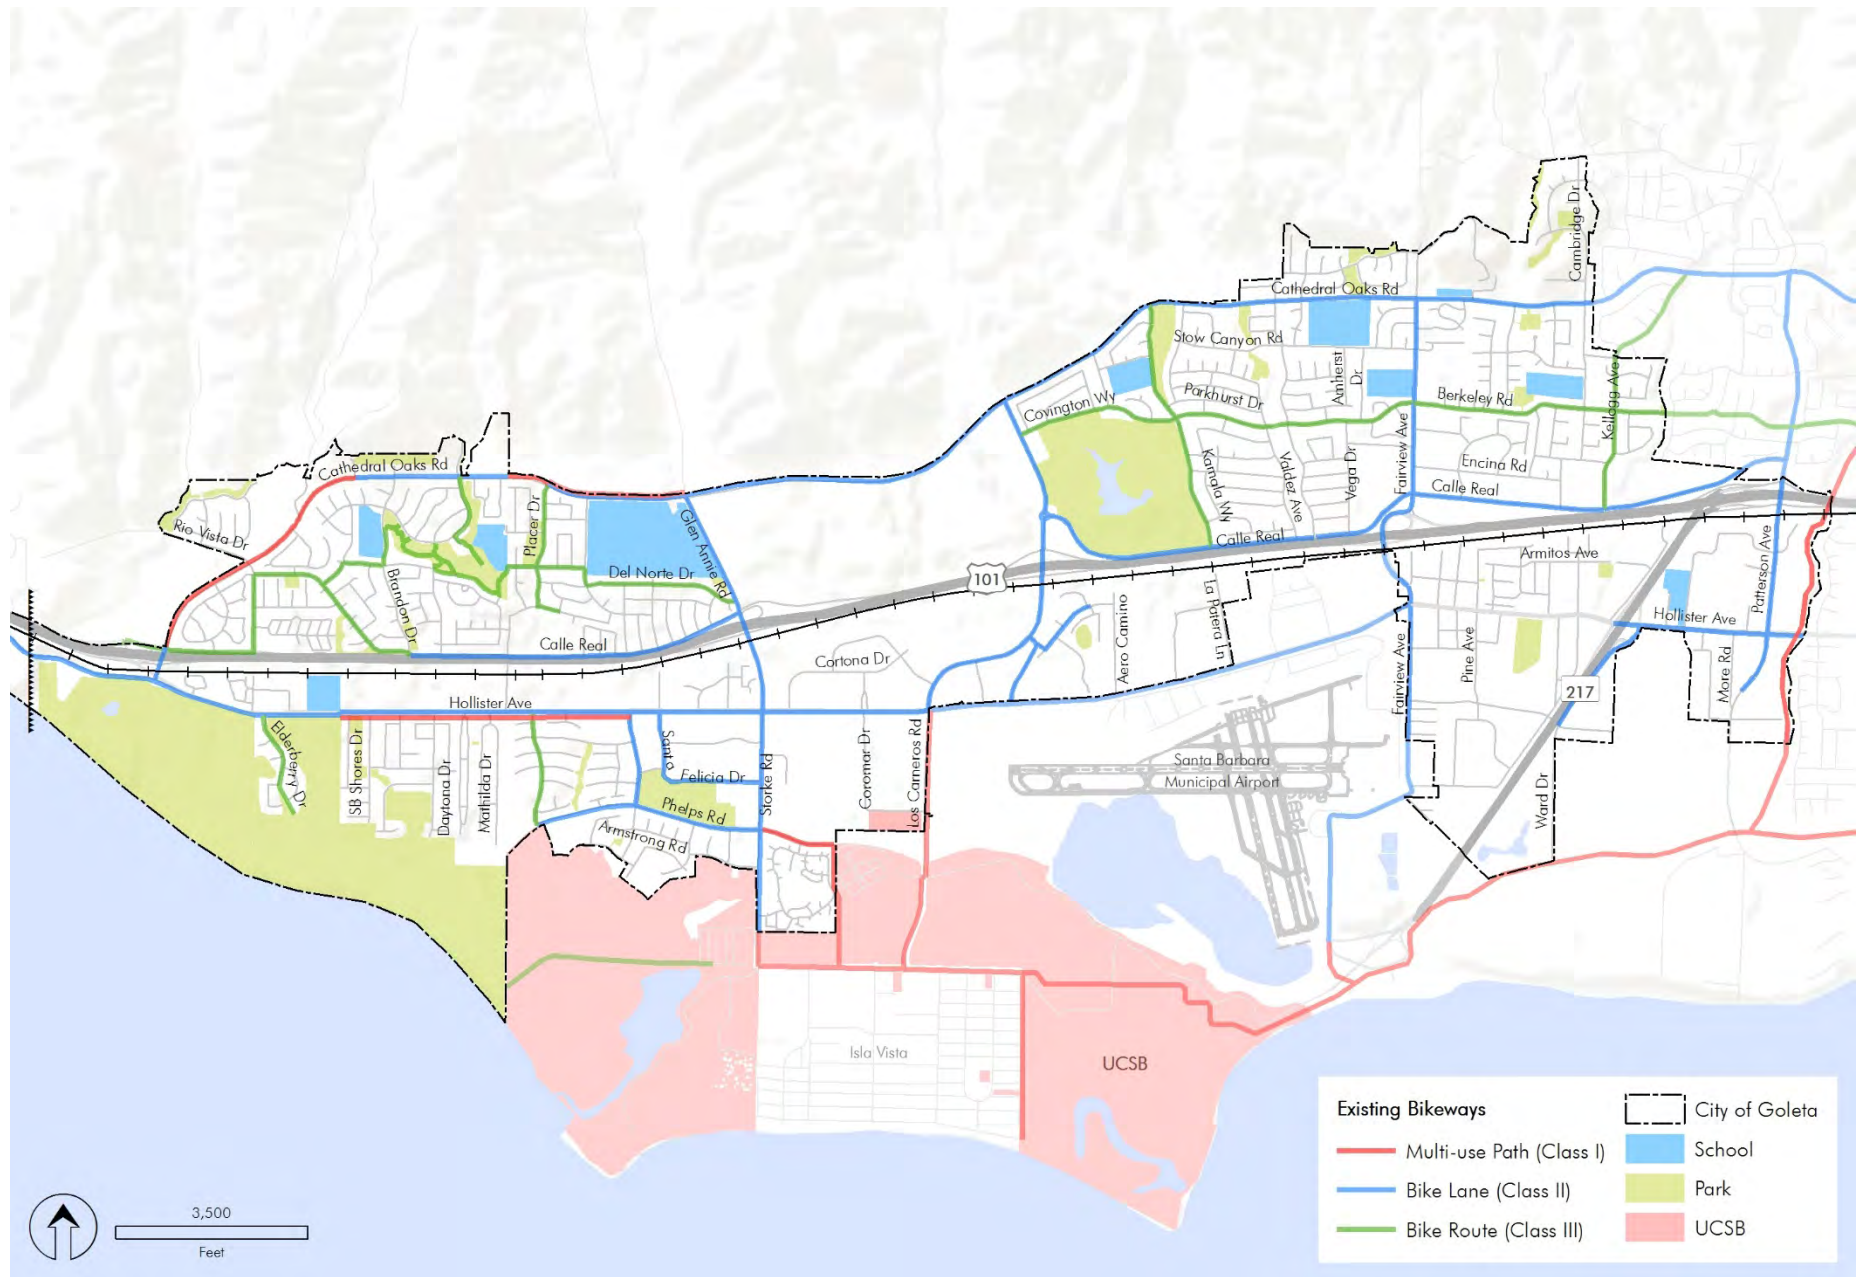 Cambridge Dr
Cathedral Oaks Rd
Stow Canyon Rd
Amherst
Dr
Parkhurst Dr
Covington Wy
Berkeley Rd
Kellogg Ave
Fairview Ave
Encina Rd
Calle Real
Kamala Wy
Valdez Ave
Vega Dr
Calle Real
Cathedral Oaks Rd
Placer Dr
Glen Annie Rd
Rio Vista Dr
Brandon Dr
Del Norte Dr
Calle Real
101
Armitos Ave
Patterson Ave
La Patera Ln
Aero Camino
Hollister Ave
Cortona Dr
Fairview Ave
Pine Ave
More Rd
217
Hollister Ave
Elderberry Dr
SB Shores Dr
Daytona Dr
Mathilda Dr
Santa
Felicia Dr
Storke Rd
Coromar Dr
Los Carneros Rd
Santa Barbara
Municipal Airport
Phelps Rd
Armstrong Rd
Ward Dr
Isla Vista
UCSB
Existing Bikeways
Multi-use Path (Class I)
Bike Lane (Class II)
Bike Route (Class III)
City of Goleta
School
Park
UCSB
3,500
Feet